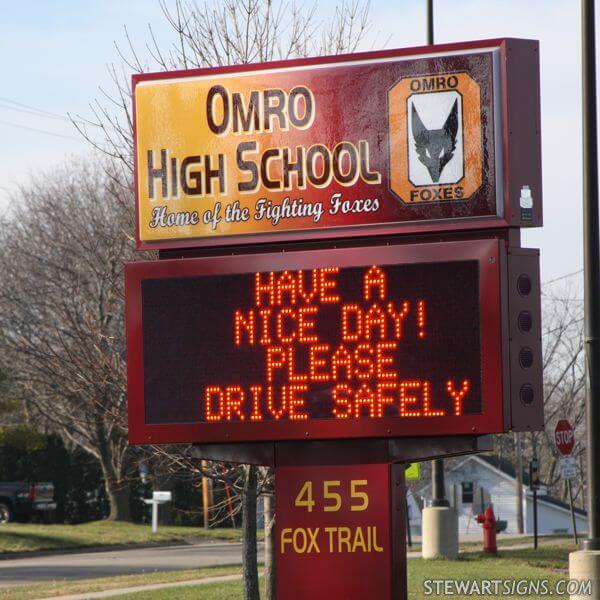 OMRO
HIGH SCHOOL
Home of the Fighting Foxes
OMRO
FOXES
HAVE A
NICE DAY!
PLEASE
DRIVE SAFELY
455
FOX TRAIL
STOP
STEWARTSIGNS.COM